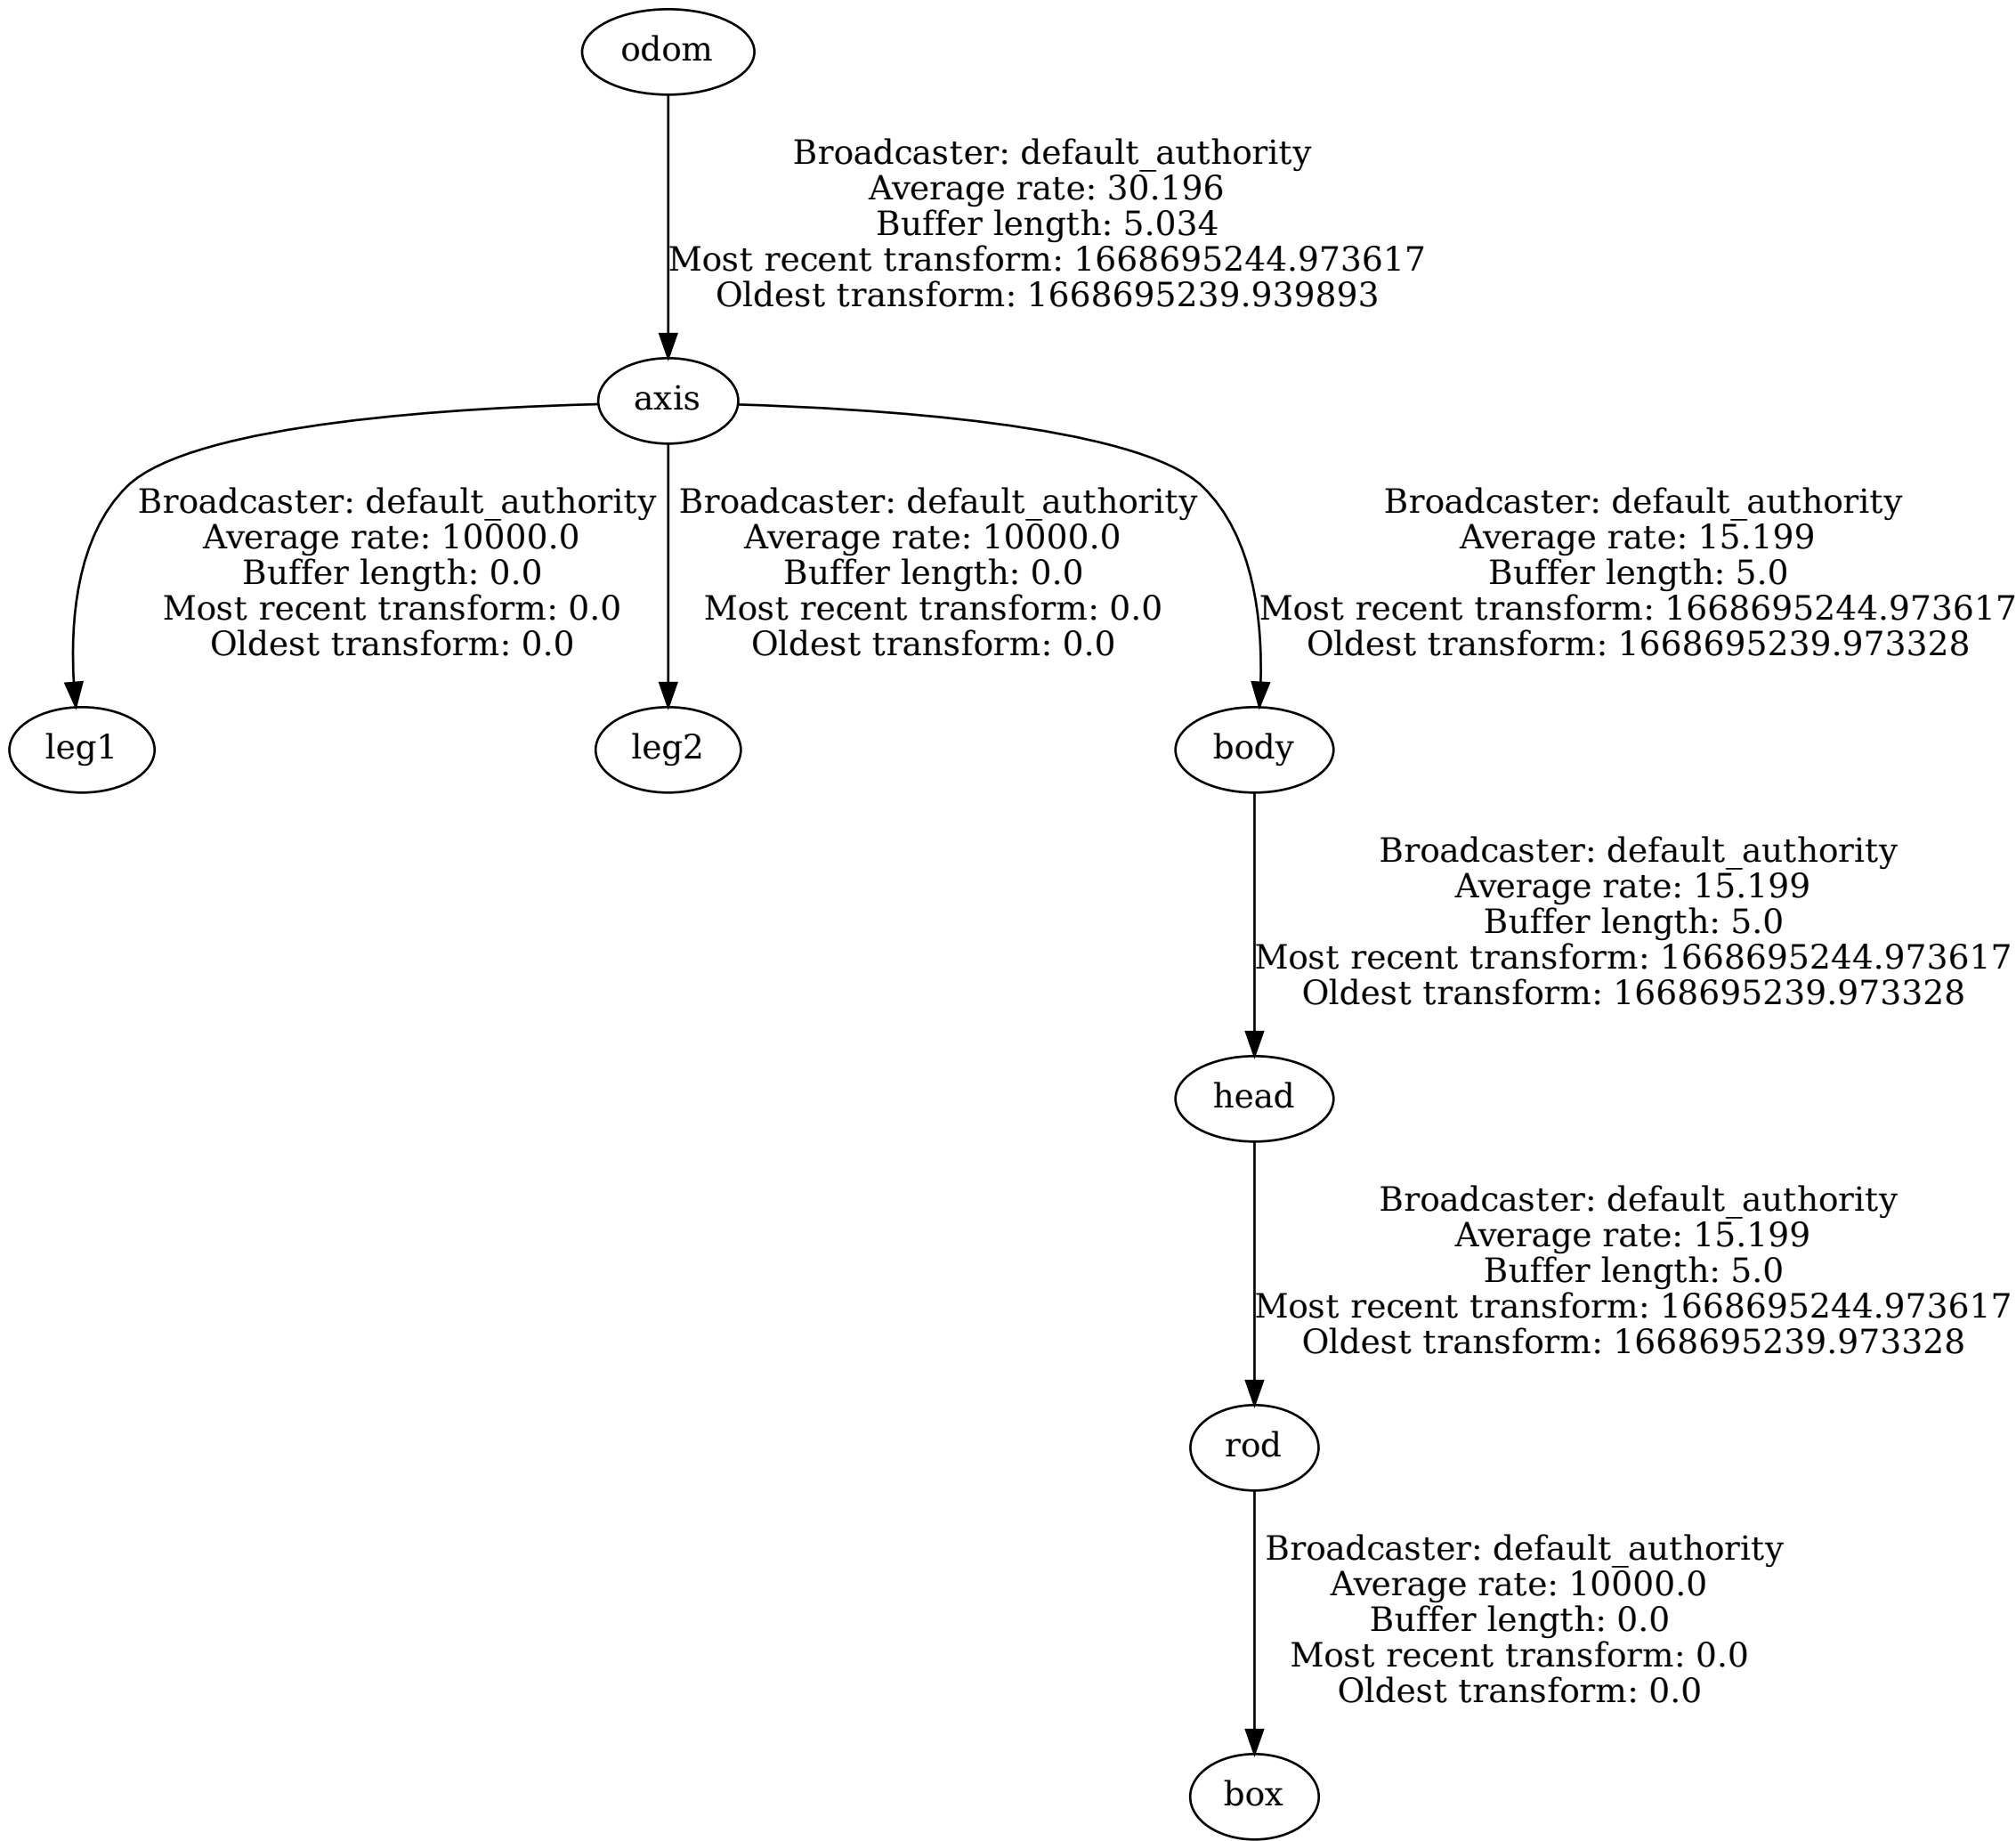 odom
Broadcaster: default_authority
Average rate: 30.196
Buffer length: 5.034
Most recent transform: 1668695244.973617
Oldest transform: 1668695239.939893
axis
Broadcaster: default_authority
Average rate: 10000.0
Buffer length: 0.0
Most recent transform: 0.0
Oldest transform: 0.0
Broadcaster: default_authority
Average rate: 10000.0
Buffer length: 0.0
Most recent transform: 0.0
Oldest transform: 0.0
Broadcaster: default_authority
Average rate: 15.199
Buffer length: 5.0
Most recent transform: 1668695244.973617
Oldest transform: 1668695239.973328
leg1
leg2
body
Broadcaster: default_authority
Average rate: 15.199
Buffer length: 5.0
Most recent transform: 1668695244.973617
Oldest transform: 1668695239.973328
head
Broadcaster: default_authority
Average rate: 15.199
Buffer length: 5.0
Most recent transform: 1668695244.973617
Oldest transform: 1668695239.973328
rod
Broadcaster: default_authority
Average rate: 10000.0
Buffer length: 0.0
Most recent transform: 0.0
Oldest transform: 0.0
box